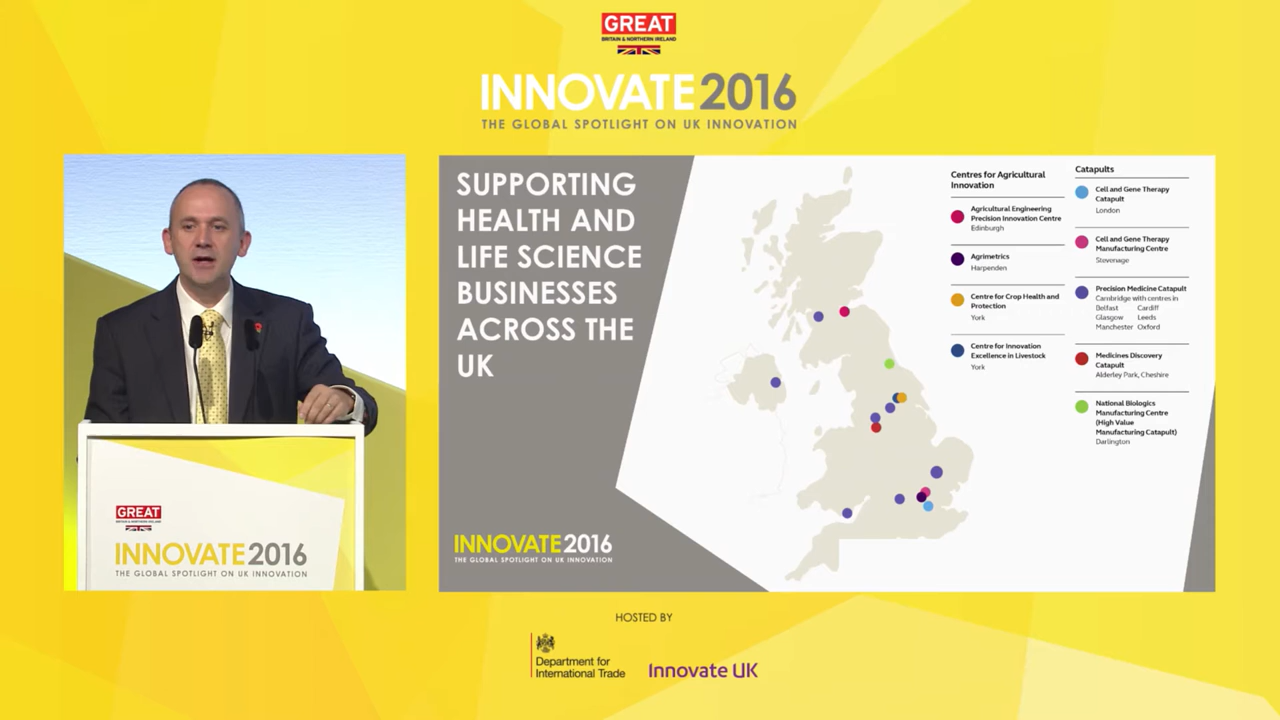 GREAT
BRITAIN & NORTHERN IRELAND
INNOVATE2016
THE GLOBAL SPOTLIGHT ON UK INNOVATION
SUPPORTING
HEALTH AND
LIFE SCIENCE
BUSINESSES
ACROSS THE
UK
INNOVATE2016
THE GLOBAL SPOTLIGHT ON UK INNOVATION
Centres for Agricultural
Innovation
Agricultural Engineering
Precision Innovation Centre
Edinburgh
Agrimetrics
Harpenden
Centre for Crop Health and
Protection
York
Centre for Innovation
Excellence in Livestock
York
Catapults
Cell and Gene Therapy
Catapult
London
Cell and Gene Therapy
Manufacturing Centre
Stevenage
Precision Medicine Catapult
Cambridge with centres in
Belfast Cardiff
Glasgow Leeds
Manchester Oxford
Medicines Discovery
Catapult
Alderley Park, Cheshire
National Biologics
Manufacturing Centre
(High Value
Manufacturing Catapult)
Darlington
GREAT
BRITAIN & NORTHERN IRELAND
INNOVATE2016
THE GLOBAL SPOTLIGHT ON UK INNOVATION
HOSTED BY
Department for
International Trade
Innovate UK